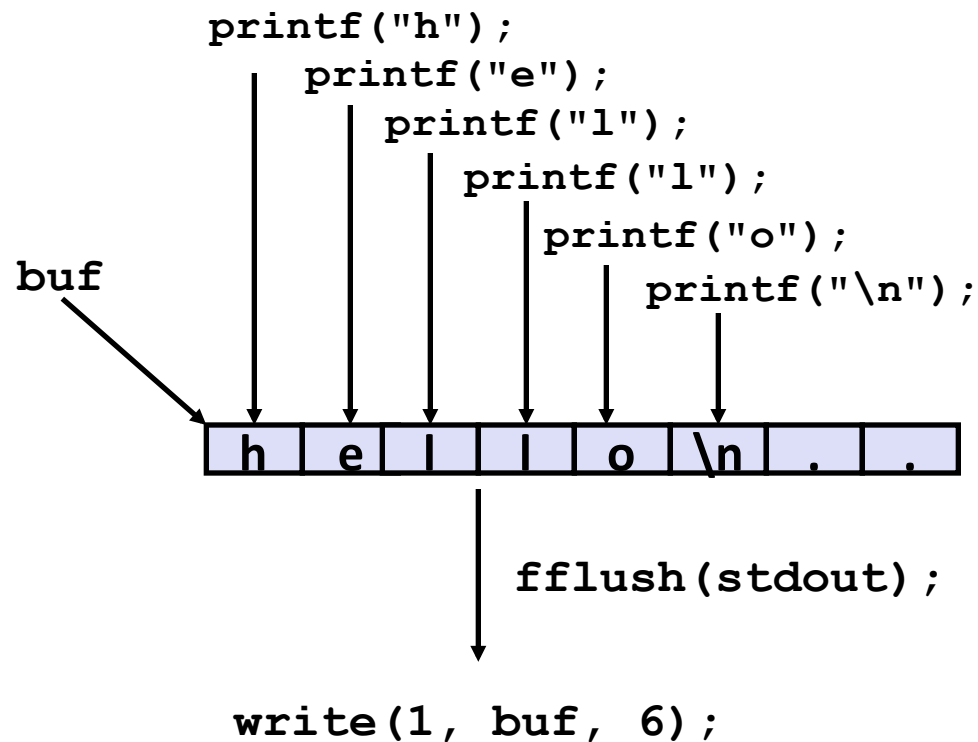 printf("h");
printf("e");
printf("l");
printf("l");
printf("o");
buf
printf("\n");
h e l l o \n . .
fflush(stdout);
write(1, buf, 6);